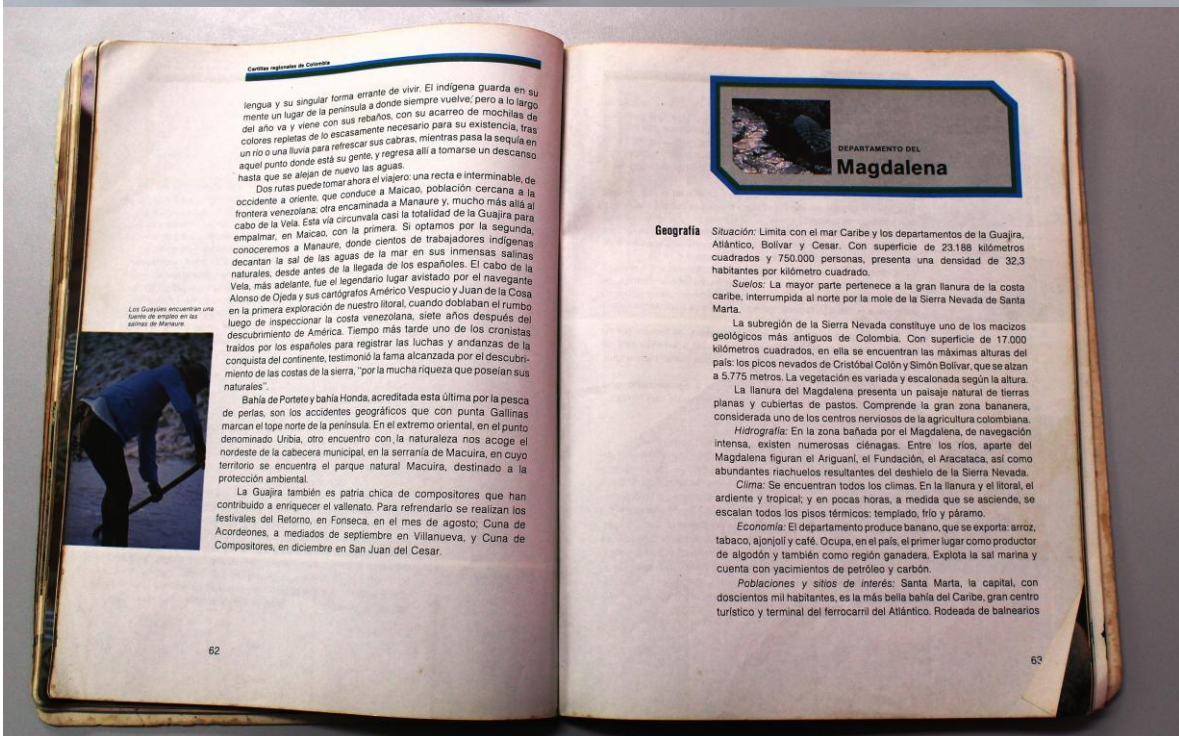 Cartillas regionales de Colombia
lengua y su singular forma errante de vivir. El indígena guarda en su
mente un lugar de la península a donde siempre vuelve; pero a lo largo
del año va y viene con sus rebaños, con su acarreo de mochilas de
colores repletas de lo escasamente necesario para su existencia, tras
un río o una lluvia para refrescar sus cabras, mientras pasa la sequía en
aquel punto donde está su gente, y regresa allí a tomarse un descanso
hasta que se alejan de nuevo las aguas.
Dos rutas puede tomar ahora el viajero: una recta e interminable, de
occidente a oriente, que conduce a Maicao, población cercana a la
frontera venezolana; otra encaminada a Manaure y, mucho más allá al
cabo de la Vela. Esta vía circunvala casi la totalidad de la Guajira para
empalmar, en Maicao, con la primera. Si optamos por la segunda,
conoceremos a Manaure, donde cientos de trabajadores indígenas
decantan la sal de las aguas de la mar en sus inmensas salinas
naturales, desde antes de la llegada de los españoles. El cabo de la
Vela, más adelante, fue el legendario lugar avistado por el navegante
Alonso de Ojeda y sus cartógrafos Américo Vespucio y Juan de la Cosa
en la primera exploración de nuestro litoral, cuando doblaban el rumbo
luego de inspeccionar la costa venezolana, siete años después del
descubrimiento de América. Tiempo más tarde uno de los cronistas
traídos por los españoles para registrar las luchas y andanzas de la
conquista del continente, testimonió la fama alcanzada por el descubri-
miento de las costas de la sierra, "por la mucha riqueza que poseían sus
naturales".
Bahía de Portete y bahía Honda, acreditada esta última por la pesca
de perlas, son los accidentes geográficos que con punta Gallinas
marcan el tope norte de la península. En el extremo oriental, en el punto
denominado Uribia, otro encuentro con la naturaleza nos acoge el
nordeste de la cabecera municipal, en la serranía de Macuira, en cuyo
territorio se encuentra el parque natural Macuira, destinado a la
protección ambiental.
La Guajira también es patria chica de compositores que han
contribuido a enriquecer el vallenato. Para refrendarlo se realizan los
festivales del Retorno, en Fonseca, en el mes de agosto; Cuna de
Acordeones, a mediados de septiembre en Villanueva, y Cuna de
Compositores, en diciembre en San Juan del Cesar.
Los Guayúes encuentran una
fuente de empleo en las
salinas de Manaure.
62
DEPARTAMENTO DEL
Magdalena
Geografía
Situación: Limita con el mar Caribe y los departamentos de la Guajira,
Atlántico, Bolívar y Cesar. Con superficie de 23.188 kilómetros
cuadrados y 750.000 personas, presenta una densidad de 32,3
habitantes por kilómetro cuadrado.
Suelos: La mayor parte pertenece a la gran llanura de la costa
caribe, interrumpida al norte por la mole de la Sierra Nevada de Santa
Marta.
La subregión de la Sierra Nevada constituye uno de los macizos
geológicos más antiguos de Colombia. Con superficie de 17.000
kilómetros cuadrados, en ella se encuentran las máximas alturas del
país: los picos nevados de Cristóbal Colón y Simón Bolívar, que se alzan
a 5.775 metros. La vegetación es variada y escalonada según la altura.
La llanura del Magdalena presenta un paisaje natural de tierras
planas y cubiertas de pastos. Comprende la gran zona bananera,
considerada uno de los centros nerviosos de la agricultura colombiana.
Hidrografía: En la zona bañada por el Magdalena, de navegación
intensa, existen numerosas ciénagas. Entre los ríos, aparte del
Magdalena figuran el Ariguaní, el Fundación, el Aracataca, así como
abundantes riachuelos resultantes del deshielo de la Sierra Nevada.
Clima: Se encuentran todos los climas. En la llanura y el litoral, el
ardiente y tropical; y en pocas horas, a medida que se asciende, se
escalan todos los pisos térmicos: templado, frío y páramo.
Economía: El departamento produce banano, que se exporta: arroz,
tabaco, ajonjolí y café. Ocupa, en el país, el primer lugar como productor
de algodón y también como región ganadera. Explota la sal marina y
cuenta con yacimientos de petróleo y carbón.
Poblaciones y sitios de interés: Santa Marta, la capital, con
doscientos mil habitantes, es la más bella bahía del Caribe, gran centro
turístico y terminal del ferrocarril del Atlántico. Rodeada de balnearios
63